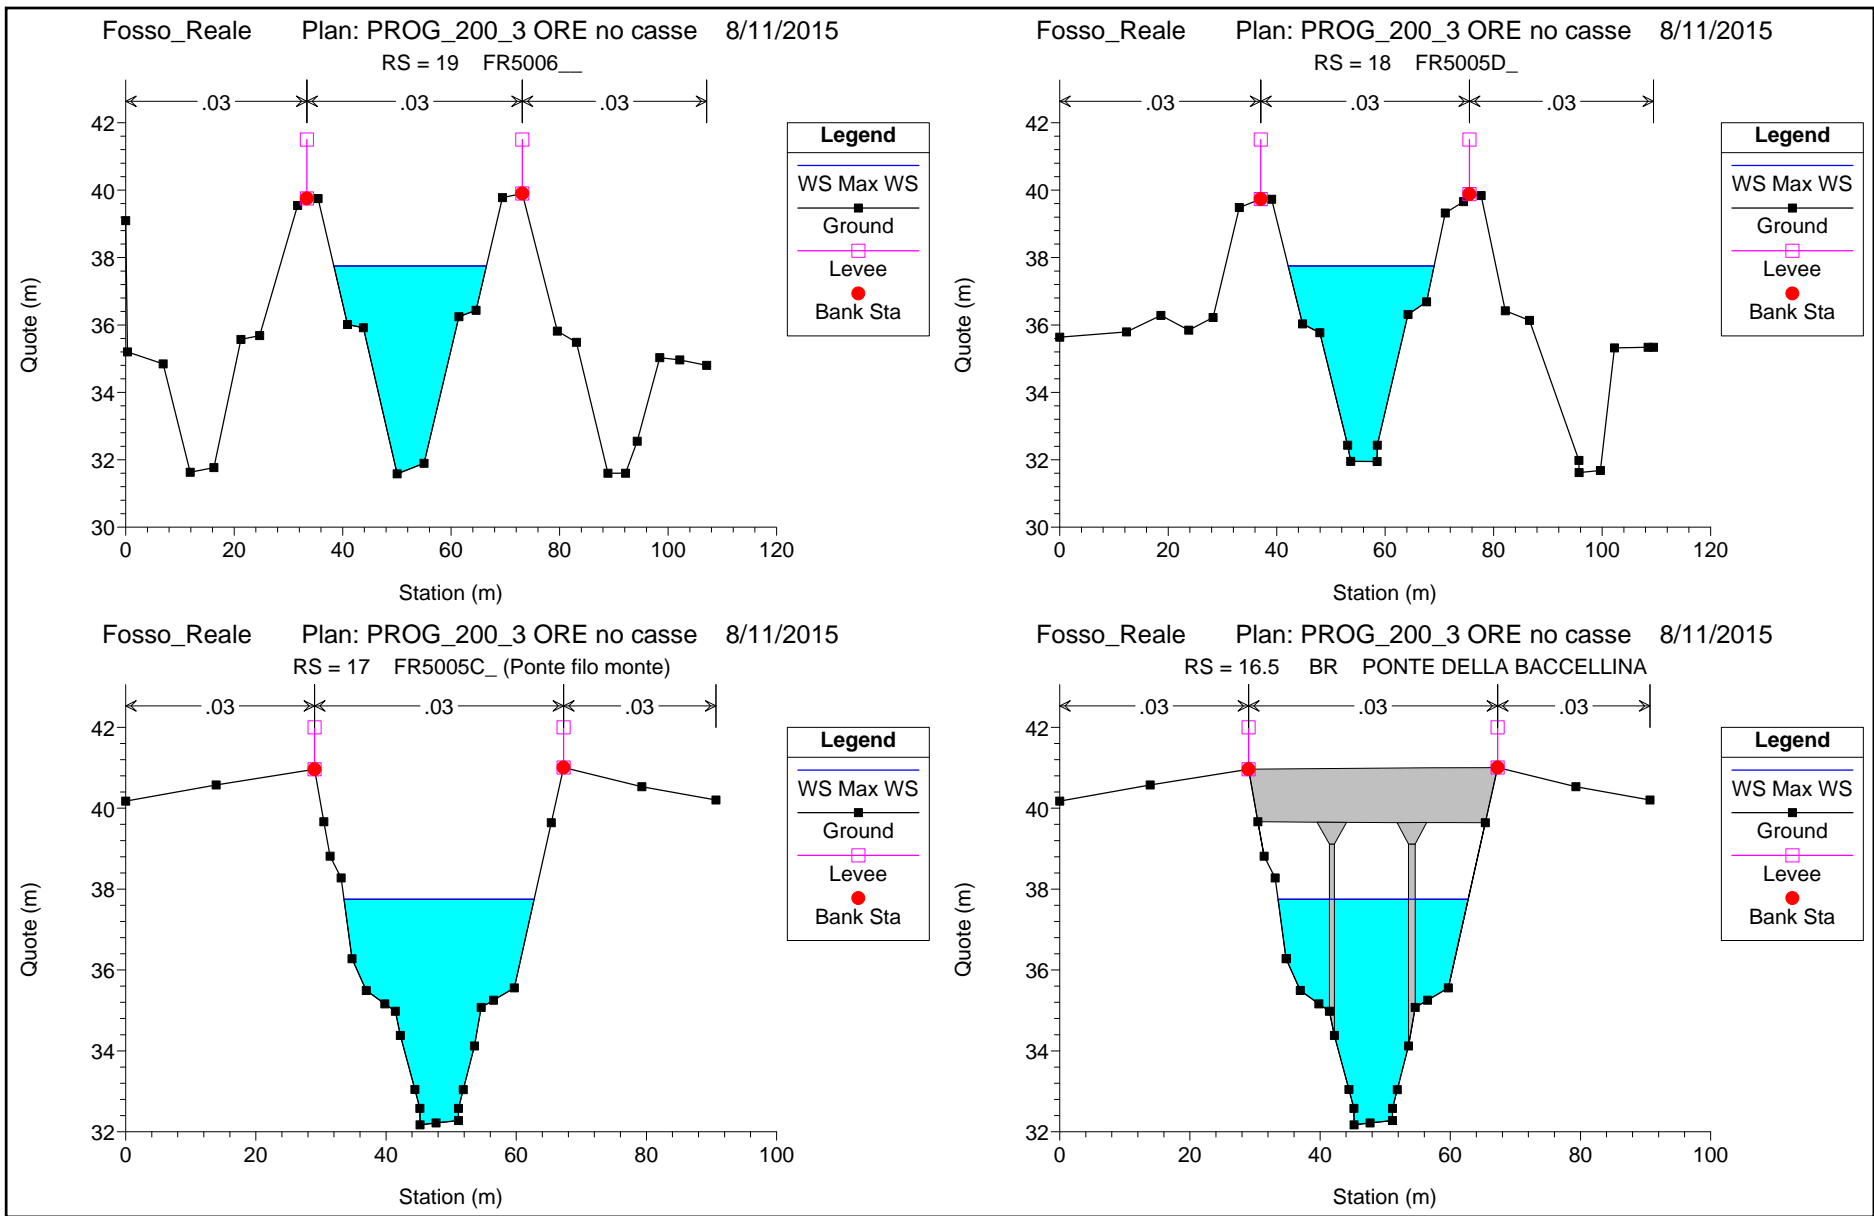 Fosso_Reale Plan: PROG_200_3 ORE no casse 8/11/2015
RS = 19 FR5006__
.03 .03 .03
42
40
38
36
34
32
30
0 20 40 60 80 100 120
Quote (m)
Station (m)
Legend
WS Max WS
Ground
Levee
Bank Sta
Fosso_Reale Plan: PROG_200_3 ORE no casse 8/11/2015
RS = 18 FR5005D_
.03 .03 .03
42
40
38
36
34
32
30
0 20 40 60 80 100 120
Quote (m)
Station (m)
Legend
WS Max WS
Ground
Levee
Bank Sta
Fosso_Reale Plan: PROG_200_3 ORE no casse 8/11/2015
RS = 17 FR5005C_ (Ponte filo monte)
.03 .03 .03
42
40
38
36
34
32
0 20 40 60 80 100
Quote (m)
Station (m)
Legend
WS Max WS
Ground
Levee
Bank Sta
Fosso_Reale Plan: PROG_200_3 ORE no casse 8/11/2015
RS = 16.5 BR PONTE DELLA BACCELLINA
.03 .03 .03
42
40
38
36
34
32
0 20 40 60 80 100
Quote (m)
Station (m)
Legend
WS Max WS
Ground
Levee
Bank Sta